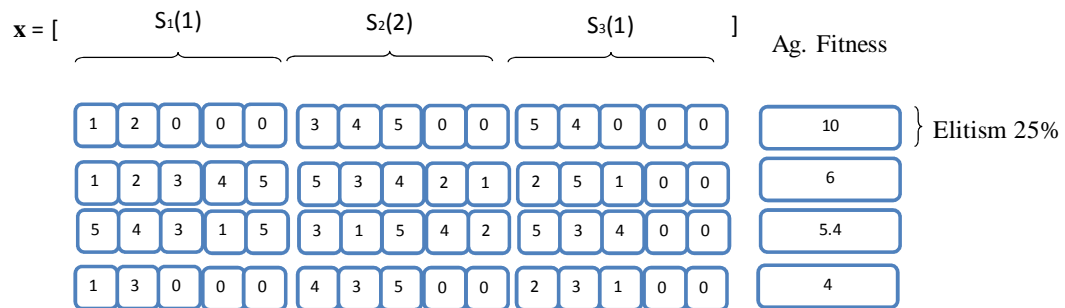 x = [ S₁(1) S₂(2) S₃(1) ]
Ag. Fitness
1 2 0 0 0 3 4 5 0 0 5 4 0 0 0 10 Elitism 25%
1 2 3 4 5 5 3 4 2 1 2 5 1 0 0 6
5 4 3 1 5 3 1 5 4 2 5 3 4 0 0 5.4
1 3 0 0 0 4 3 5 0 0 2 3 1 0 0 4